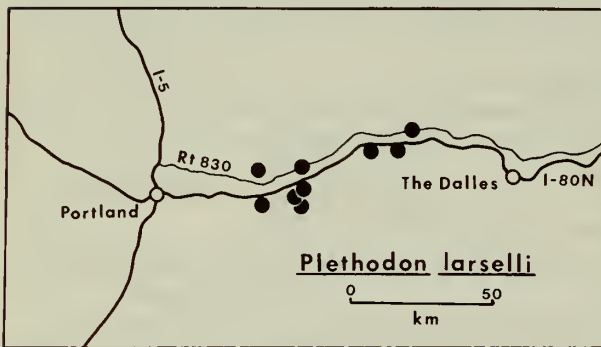 I-5
Rt 830
The Dalles
I-80N
Portland
Plethodon larselli
0 50
km